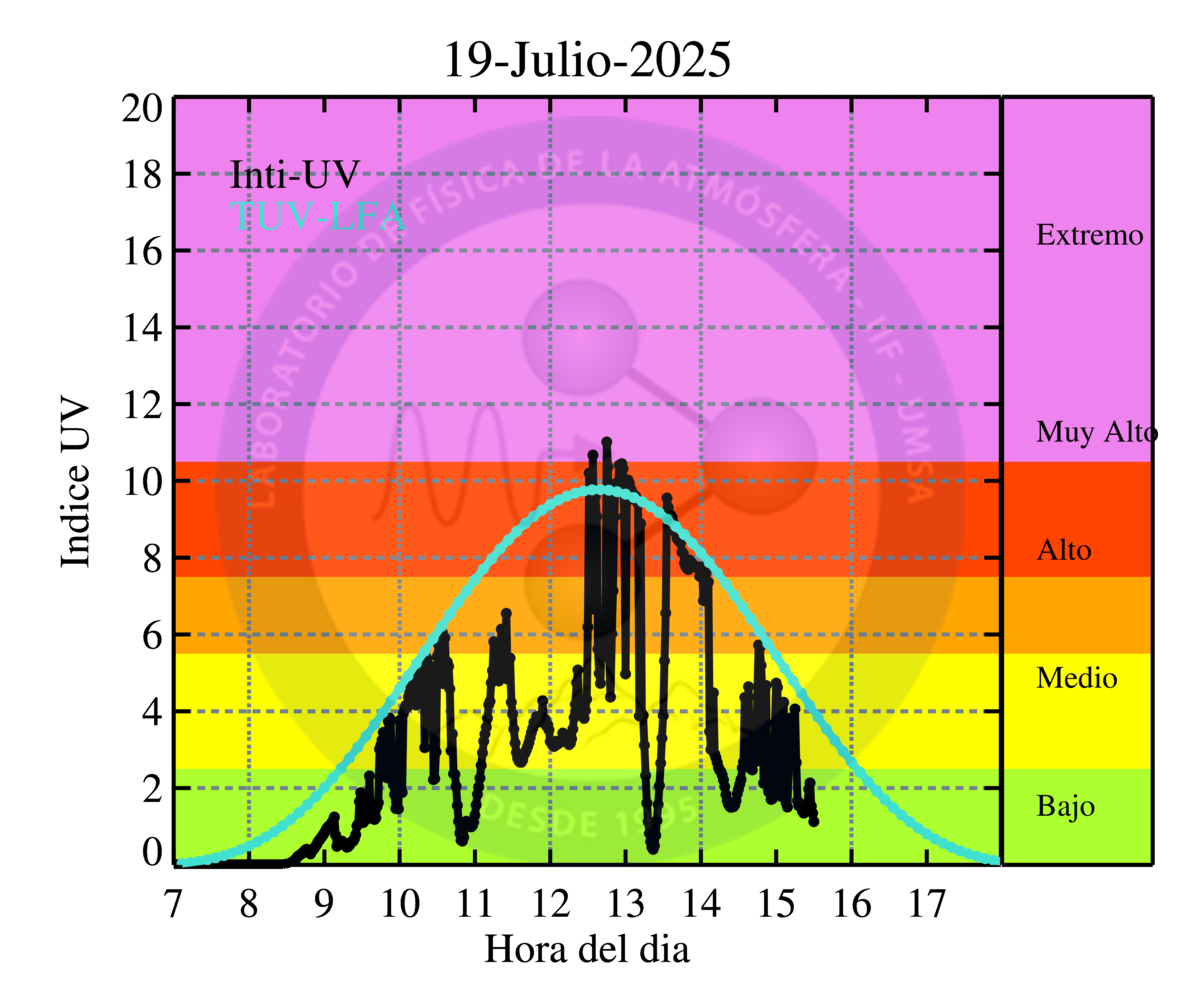 19-Julio-2025
20
18
16
14
12
10
8
6
4
2
0
Indice UV
Inti-UV
TUV-LFA
LABORATORIO DE FÍSICA DE LA ATMÓSFERA - IIF - UMSA
DESDE 1995
Extremo
Muy Alto
Alto
Medio
Bajo
7 8 9 10 11 12 13 14 15 16 17
Hora del dia